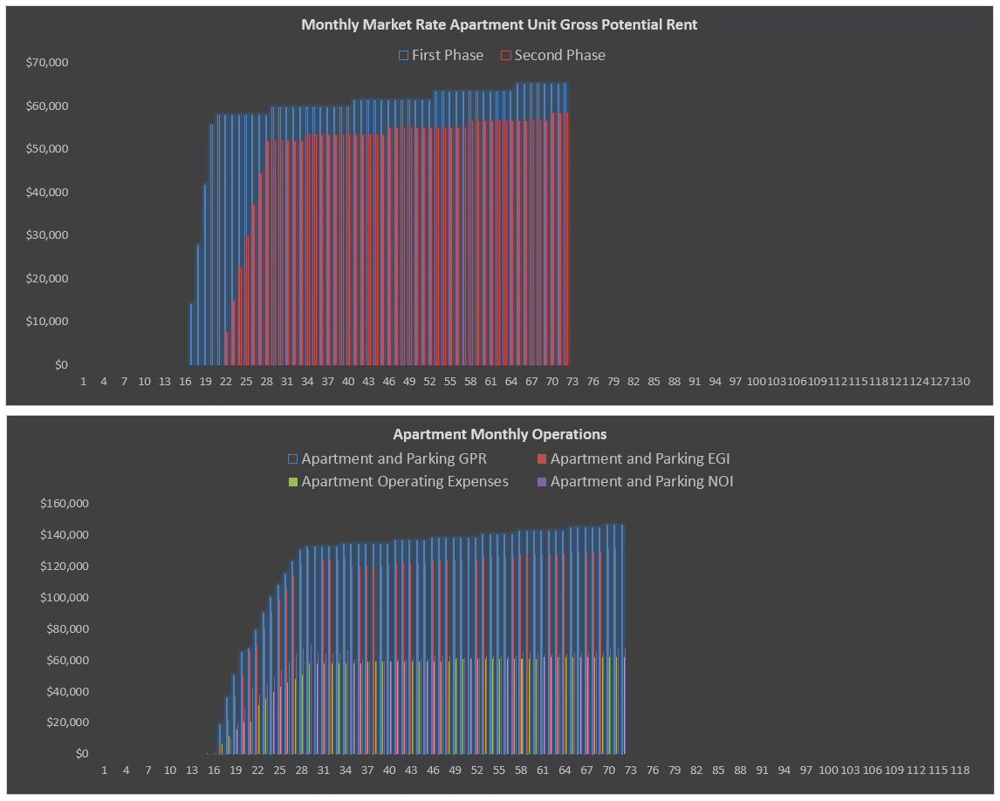 Monthly Market Rate Apartment Unit Gross Potential Rent
First Phase Second Phase
$70,000
$60,000
$50,000
$40,000
$30,000
$20,000
$10,000
$0
1 4 7 10 13 16 19 22 25 28 31 34 37 40 43 46 49 52 55 58 61 64 67 70 73 76 79 82 85 88 91 94 97 100 103 106 109 112 115 118 121 124 127 130
Apartment Monthly Operations
Apartment and Parking GPR Apartment and Parking EGI
Apartment Operating Expenses Apartment and Parking NOI
$160,000
$140,000
$120,000
$100,000
$80,000
$60,000
$40,000
$20,000
$0
1 4 7 10 13 16 19 22 25 28 31 34 37 40 43 46 49 52 55 58 61 64 67 70 73 76 79 82 85 88 91 94 97 100 103 106 109 112 115 118